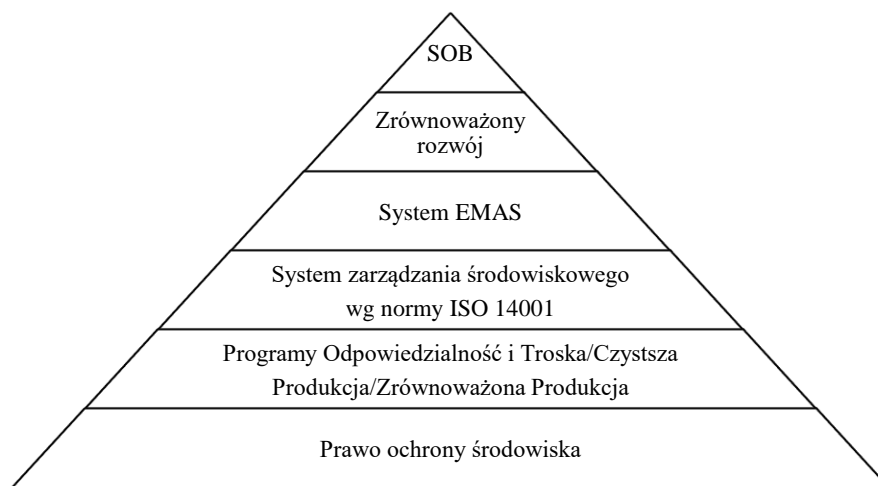 SOB
Zrównoważony
rozwój
System EMAS
System zarządzania środowiskowego
wg normy ISO 14001
Programy Odpowiedzialność i Troska/Czystsza
Produkcja/Zrównoważona Produkcja
Prawo ochrony środowiska